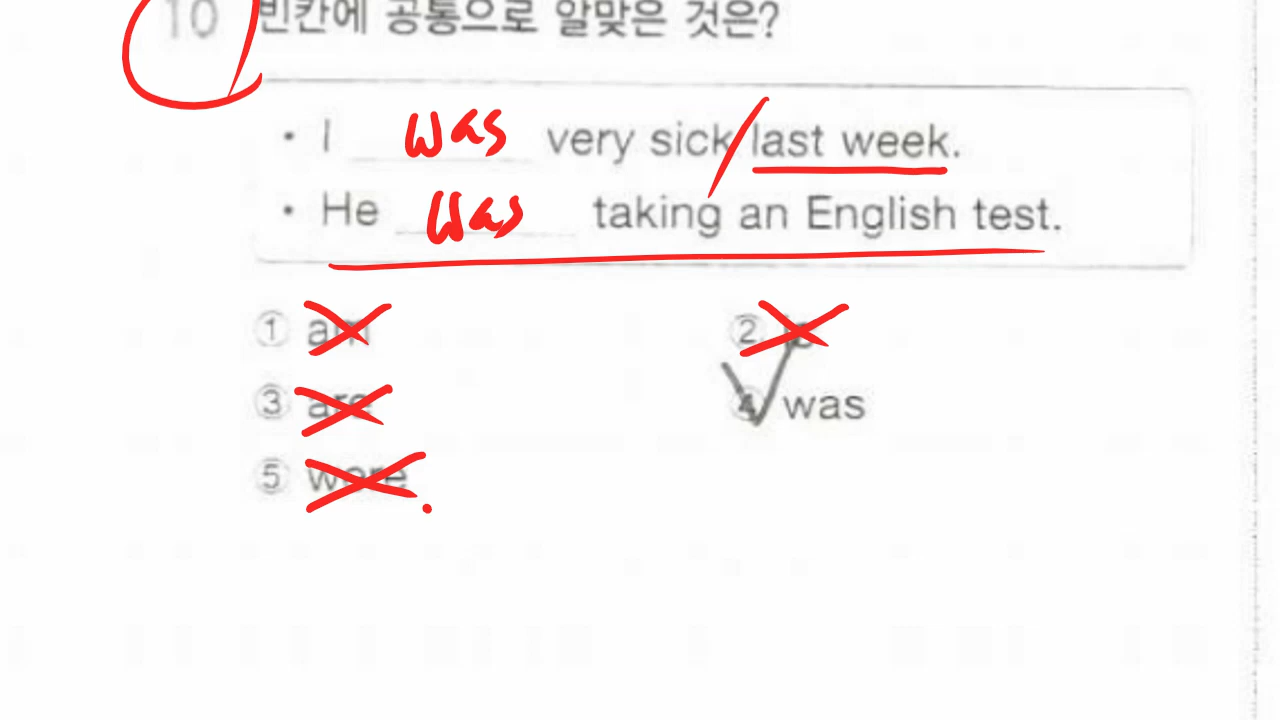 10 빈칸에 공통으로 알맞은 것은?
• I was very sick / last week.
• He was taking an English test.
① am ② is
③ are ④ was
⑤ were